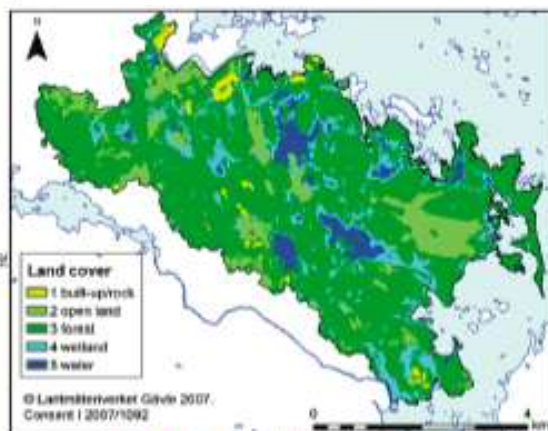 N
Land cover
1 built-up/rock
2 open land
3 forest
4 wetland
5 water
© Lantmäteriverket Gävle 2007.
Consent I 2007/1092
0 4
km